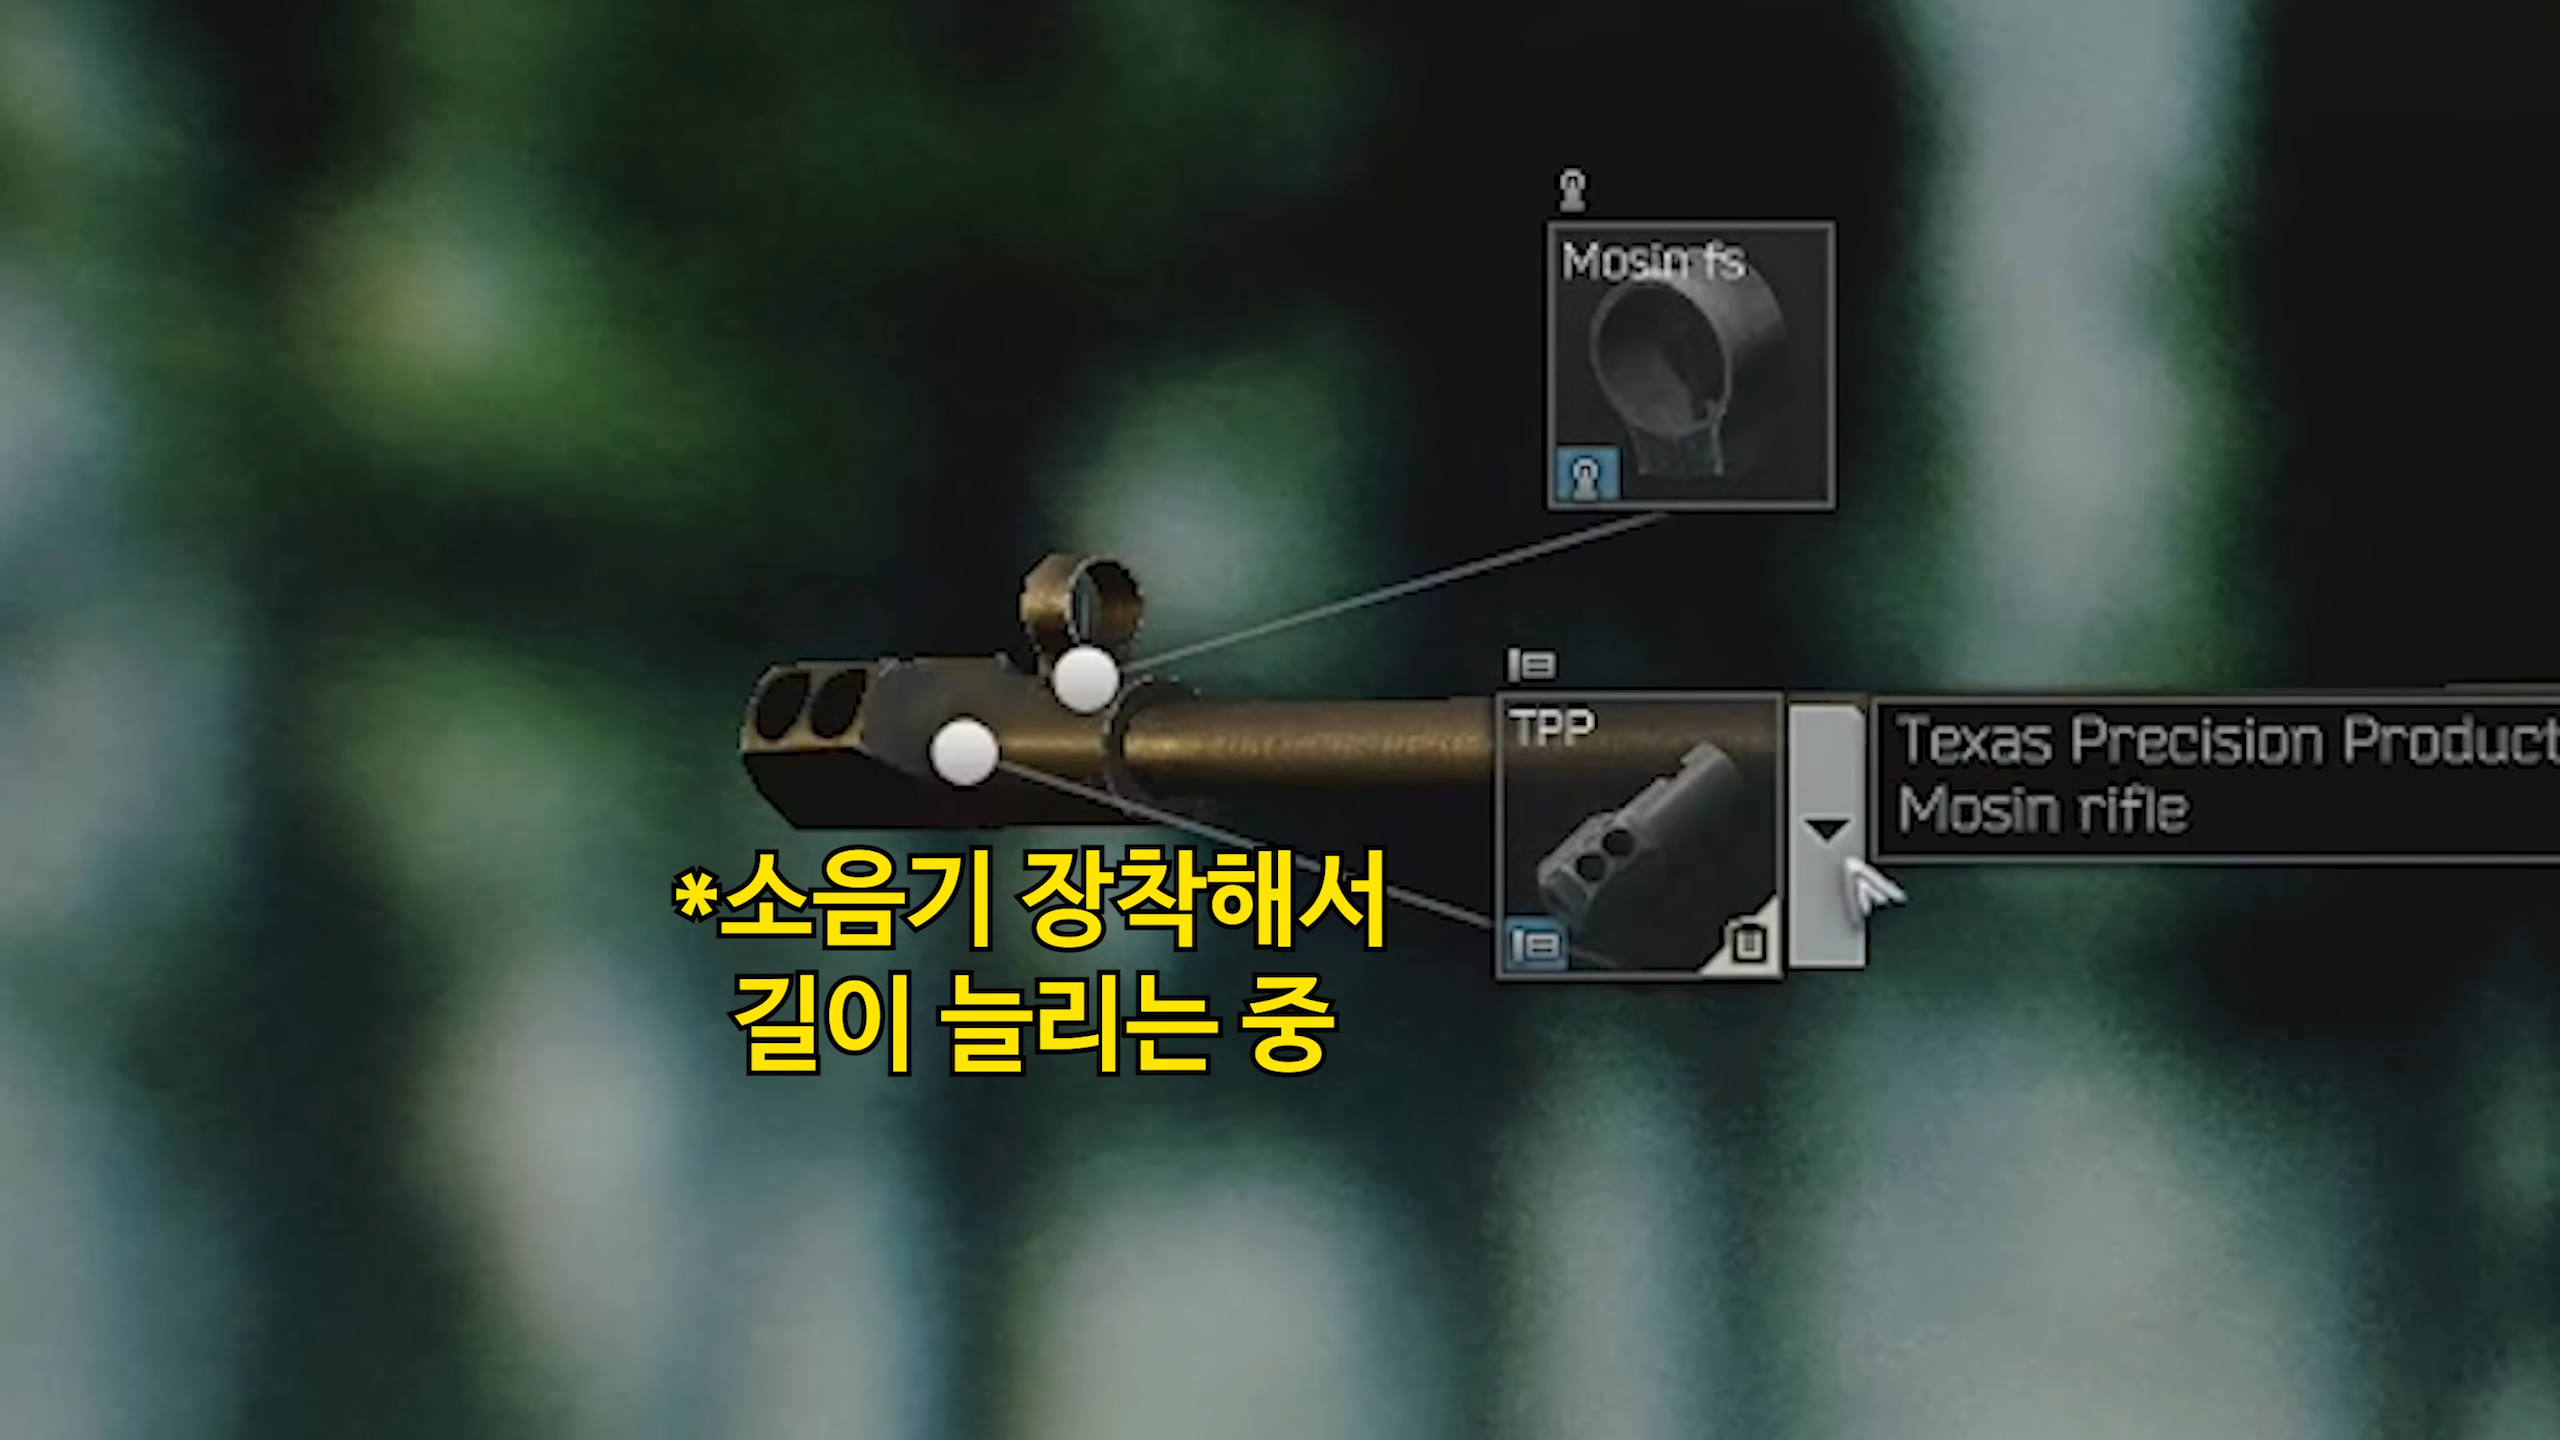 Mosin fs
TPP
Texas Precision Product
Mosin rifle
*소음기 장착해서
길이 늘리는 중